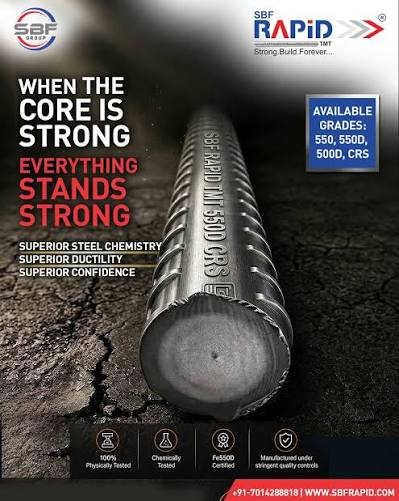 SBF
GROUP
SBF
RAPiD
®
TMT
Strong.Build.Forever...
WHEN THE
CORE IS
STRONG
EVERYTHING
STANDS
STRONG
SUPERIOR STEEL CHEMISTRY
SUPERIOR DUCTILITY
SUPERIOR CONFIDENCE
AVAILABLE
GRADES:
550, 550D,
500D, CRS
SBF RAPID TMT 550D CRS
100%
Physically Tested
Chemically
Tested
Fe550D
Certified
Manufactured under
stringent quality controls
+91-7014288818 | WWW.SBFRAPID.COM